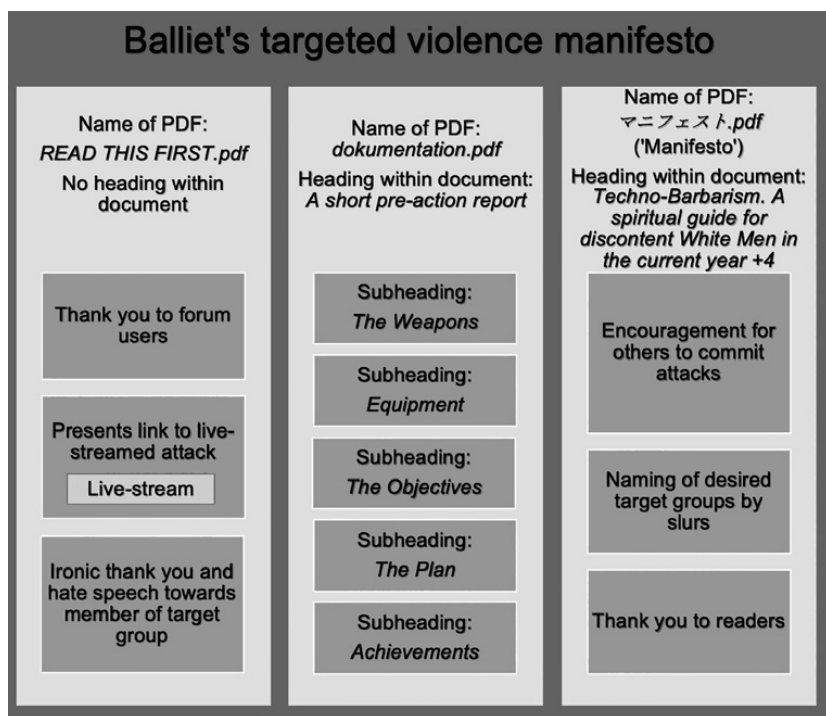 Balliet's targeted violence manifesto
Name of PDF:
READ THIS FIRST.pdf
No heading within
document
Thank you to forum
users
Presents link to live-
streamed attack
Live-stream
Ironic thank you and
hate speech towards
member of target
group
Name of PDF:
dokumentation.pdf
Heading within document:
A short pre-action report
Subheading:
The Weapons
Subheading:
Equipment
Subheading:
The Objectives
Subheading:
The Plan
Subheading:
Achievements
Name of PDF:
マニフェスト.pdf
('Manifesto')
Heading within document:
Techno-Barbarism. A
spiritual guide for
discontent White Men in
the current year +4
Encouragement for
others to commit
attacks
Naming of desired
target groups by
slurs
Thank you to readers